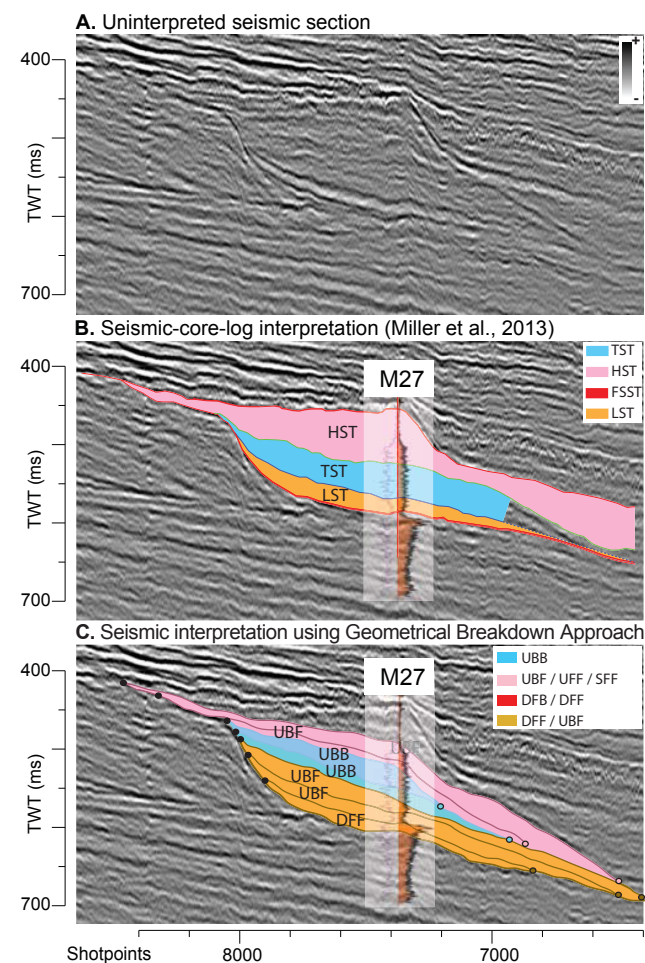 A. Uninterpreted seismic section
+
-
400
TWT (ms)
700
B. Seismic-core-log interpretation (Miller et al., 2013)
400
TWT (ms)
700
M27
TST
HST
FSST
LST
HST
TST
LST
C. Seismic interpretation using Geometrical Breakdown Approach
400
TWT (ms)
700
M27
UBB
UBF / UFF / SFF
DFB / DFF
DFF / UBF
UBF
UBB
UBB
UBF
UBF
DFF
Shotpoints
8000
7000